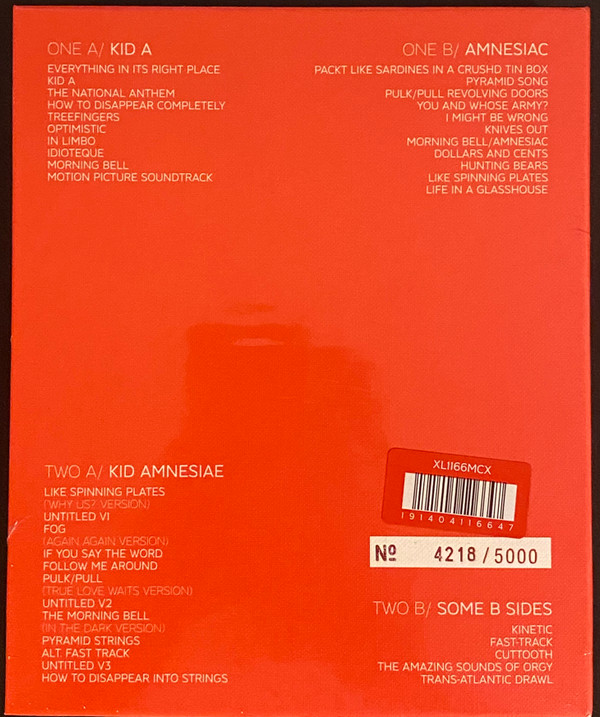 ONE A/ KID A
EVERYTHING IN ITS RIGHT PLACE
KID A
THE NATIONAL ANTHEM
HOW TO DISAPPEAR COMPLETELY
TREEFINGERS
OPTIMISTIC
IN LIMBO
IDIOTEQUE
MORNING BELL
MOTION PICTURE SOUNDTRACK
ONE B/ AMNESIAC
PACKT LIKE SARDINES IN A CRUSHD TIN BOX
PYRAMID SONG
PULK/PULL REVOLVING DOORS
YOU AND WHOSE ARMY?
I MIGHT BE WRONG
KNIVES OUT
MORNING BELL/AMNESIAC
DOLLARS AND CENTS
HUNTING BEARS
LIKE SPINNING PLATES
LIFE IN A GLASSHOUSE
TWO A/ KID AMNESIAE
LIKE SPINNING PLATES
('WHY US? VERSION)
UNTITLED V1
FOG
(AGAIN AGAIN VERSION)
IF YOU SAY THE WORD
FOLLOW ME AROUND
PULK/PULL
(TRUE LOVE WAITS VERSION)
UNTITLED V2
THE MORNING BELL
(IN THE DARK VERSION)
PYRAMID STRINGS
ALT. FAST TRACK
UNTITLED V3
HOW TO DISAPPEAR INTO STRINGS
XL1166MCX
191404116647
Nº 4218/5000
TWO B/ SOME B SIDES
KINETIC
FAST-TRACK
CUTTOOTH
THE AMAZING SOUNDS OF ORGY
TRANS-ATLANTIC DRAWL